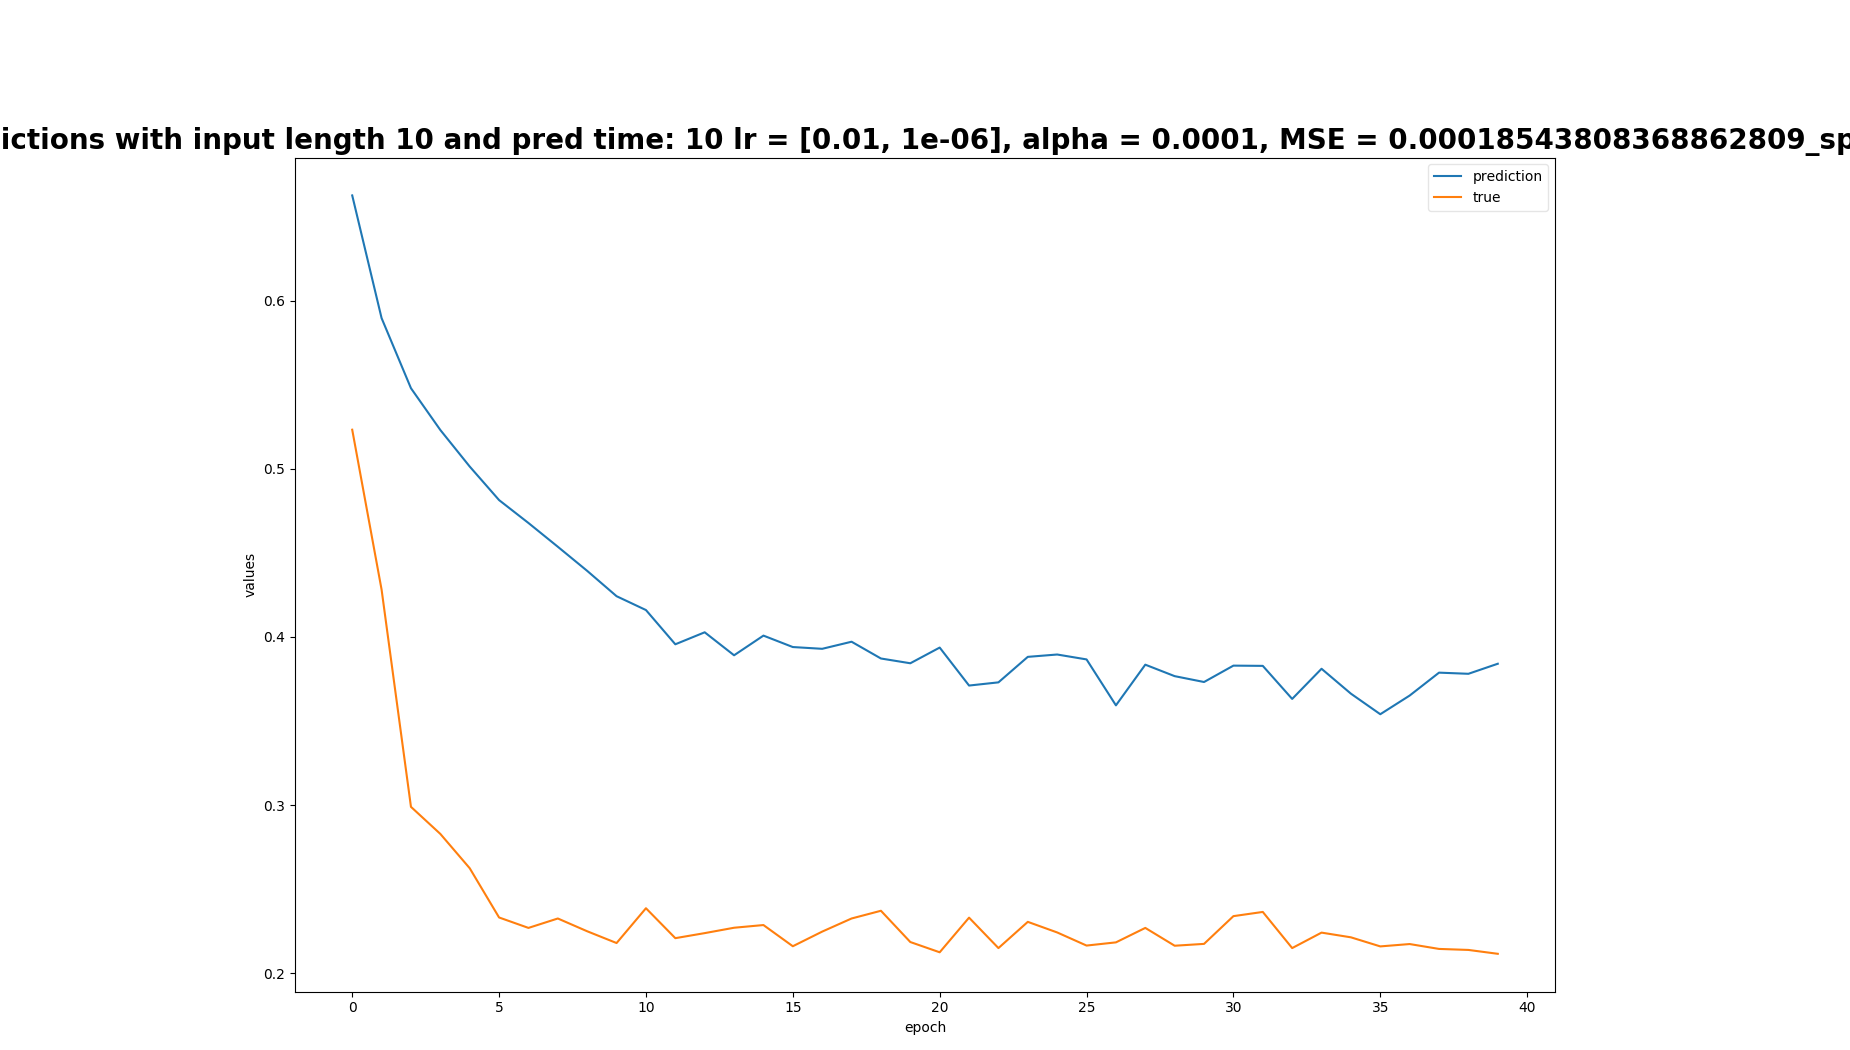 ictions with input length 10 and pred time: 10 lr = [0.01, 1e-06], alpha = 0.0001, MSE = 0.00018543808368862809_sp
prediction
true
0.6
0.5
0.4
0.3
0.2
values
0 5 10 15 20 25 30 35 40
epoch